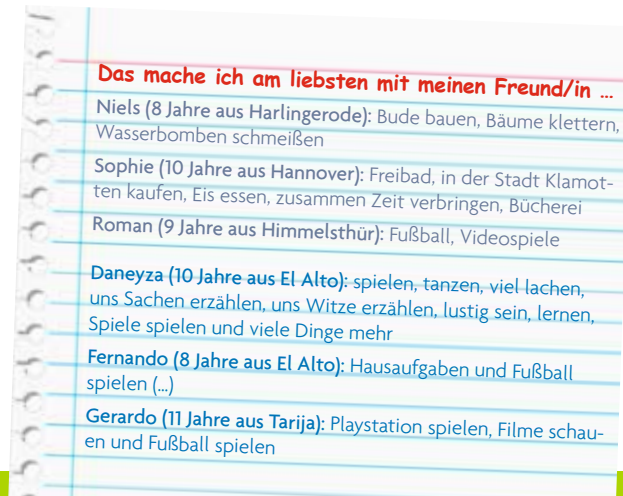 Das mache ich am liebsten mit meinen Freund/in ...
Niels (8 Jahre aus Harlingerode): Bude bauen, Bäume klettern,
Wasserbomben schmeißen
Sophie (10 Jahre aus Hannover): Freibad, in der Stadt Klamot-
ten kaufen, Eis essen, zusammen Zeit verbringen, Bücherei
Roman (9 Jahre aus Himmelsthür): Fußball, Videospiele
Daneyza (10 Jahre aus El Alto): spielen, tanzen, viel lachen,
uns Sachen erzählen, uns Witze erzählen, lustig sein, lernen,
Spiele spielen und viele Dinge mehr
Fernando (8 Jahre aus El Alto): Hausaufgaben und Fußball
spielen (...)
Gerardo (11 Jahre aus Tarija): Playstation spielen, Filme schau-
en und Fußball spielen